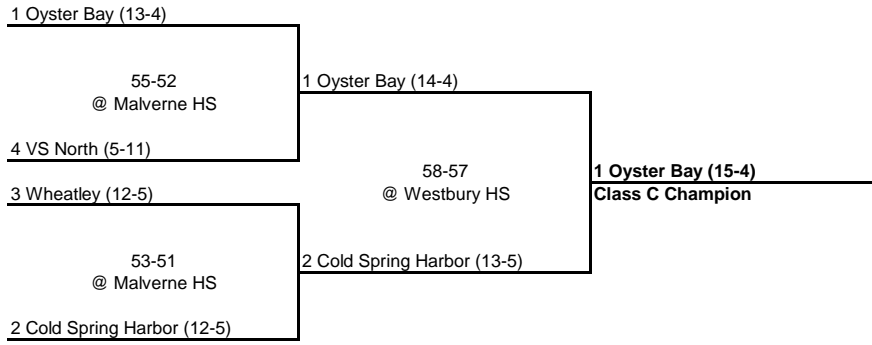 1 Oyster Bay (13-4)
55-52
@ Malverne HS
1 Oyster Bay (14-4)
4 VS North (5-11)
58-57
@ Westbury HS
1 Oyster Bay (15-4)
Class C Champion
3 Wheatley (12-5)
53-51
@ Malverne HS
2 Cold Spring Harbor (13-5)
2 Cold Spring Harbor (12-5)